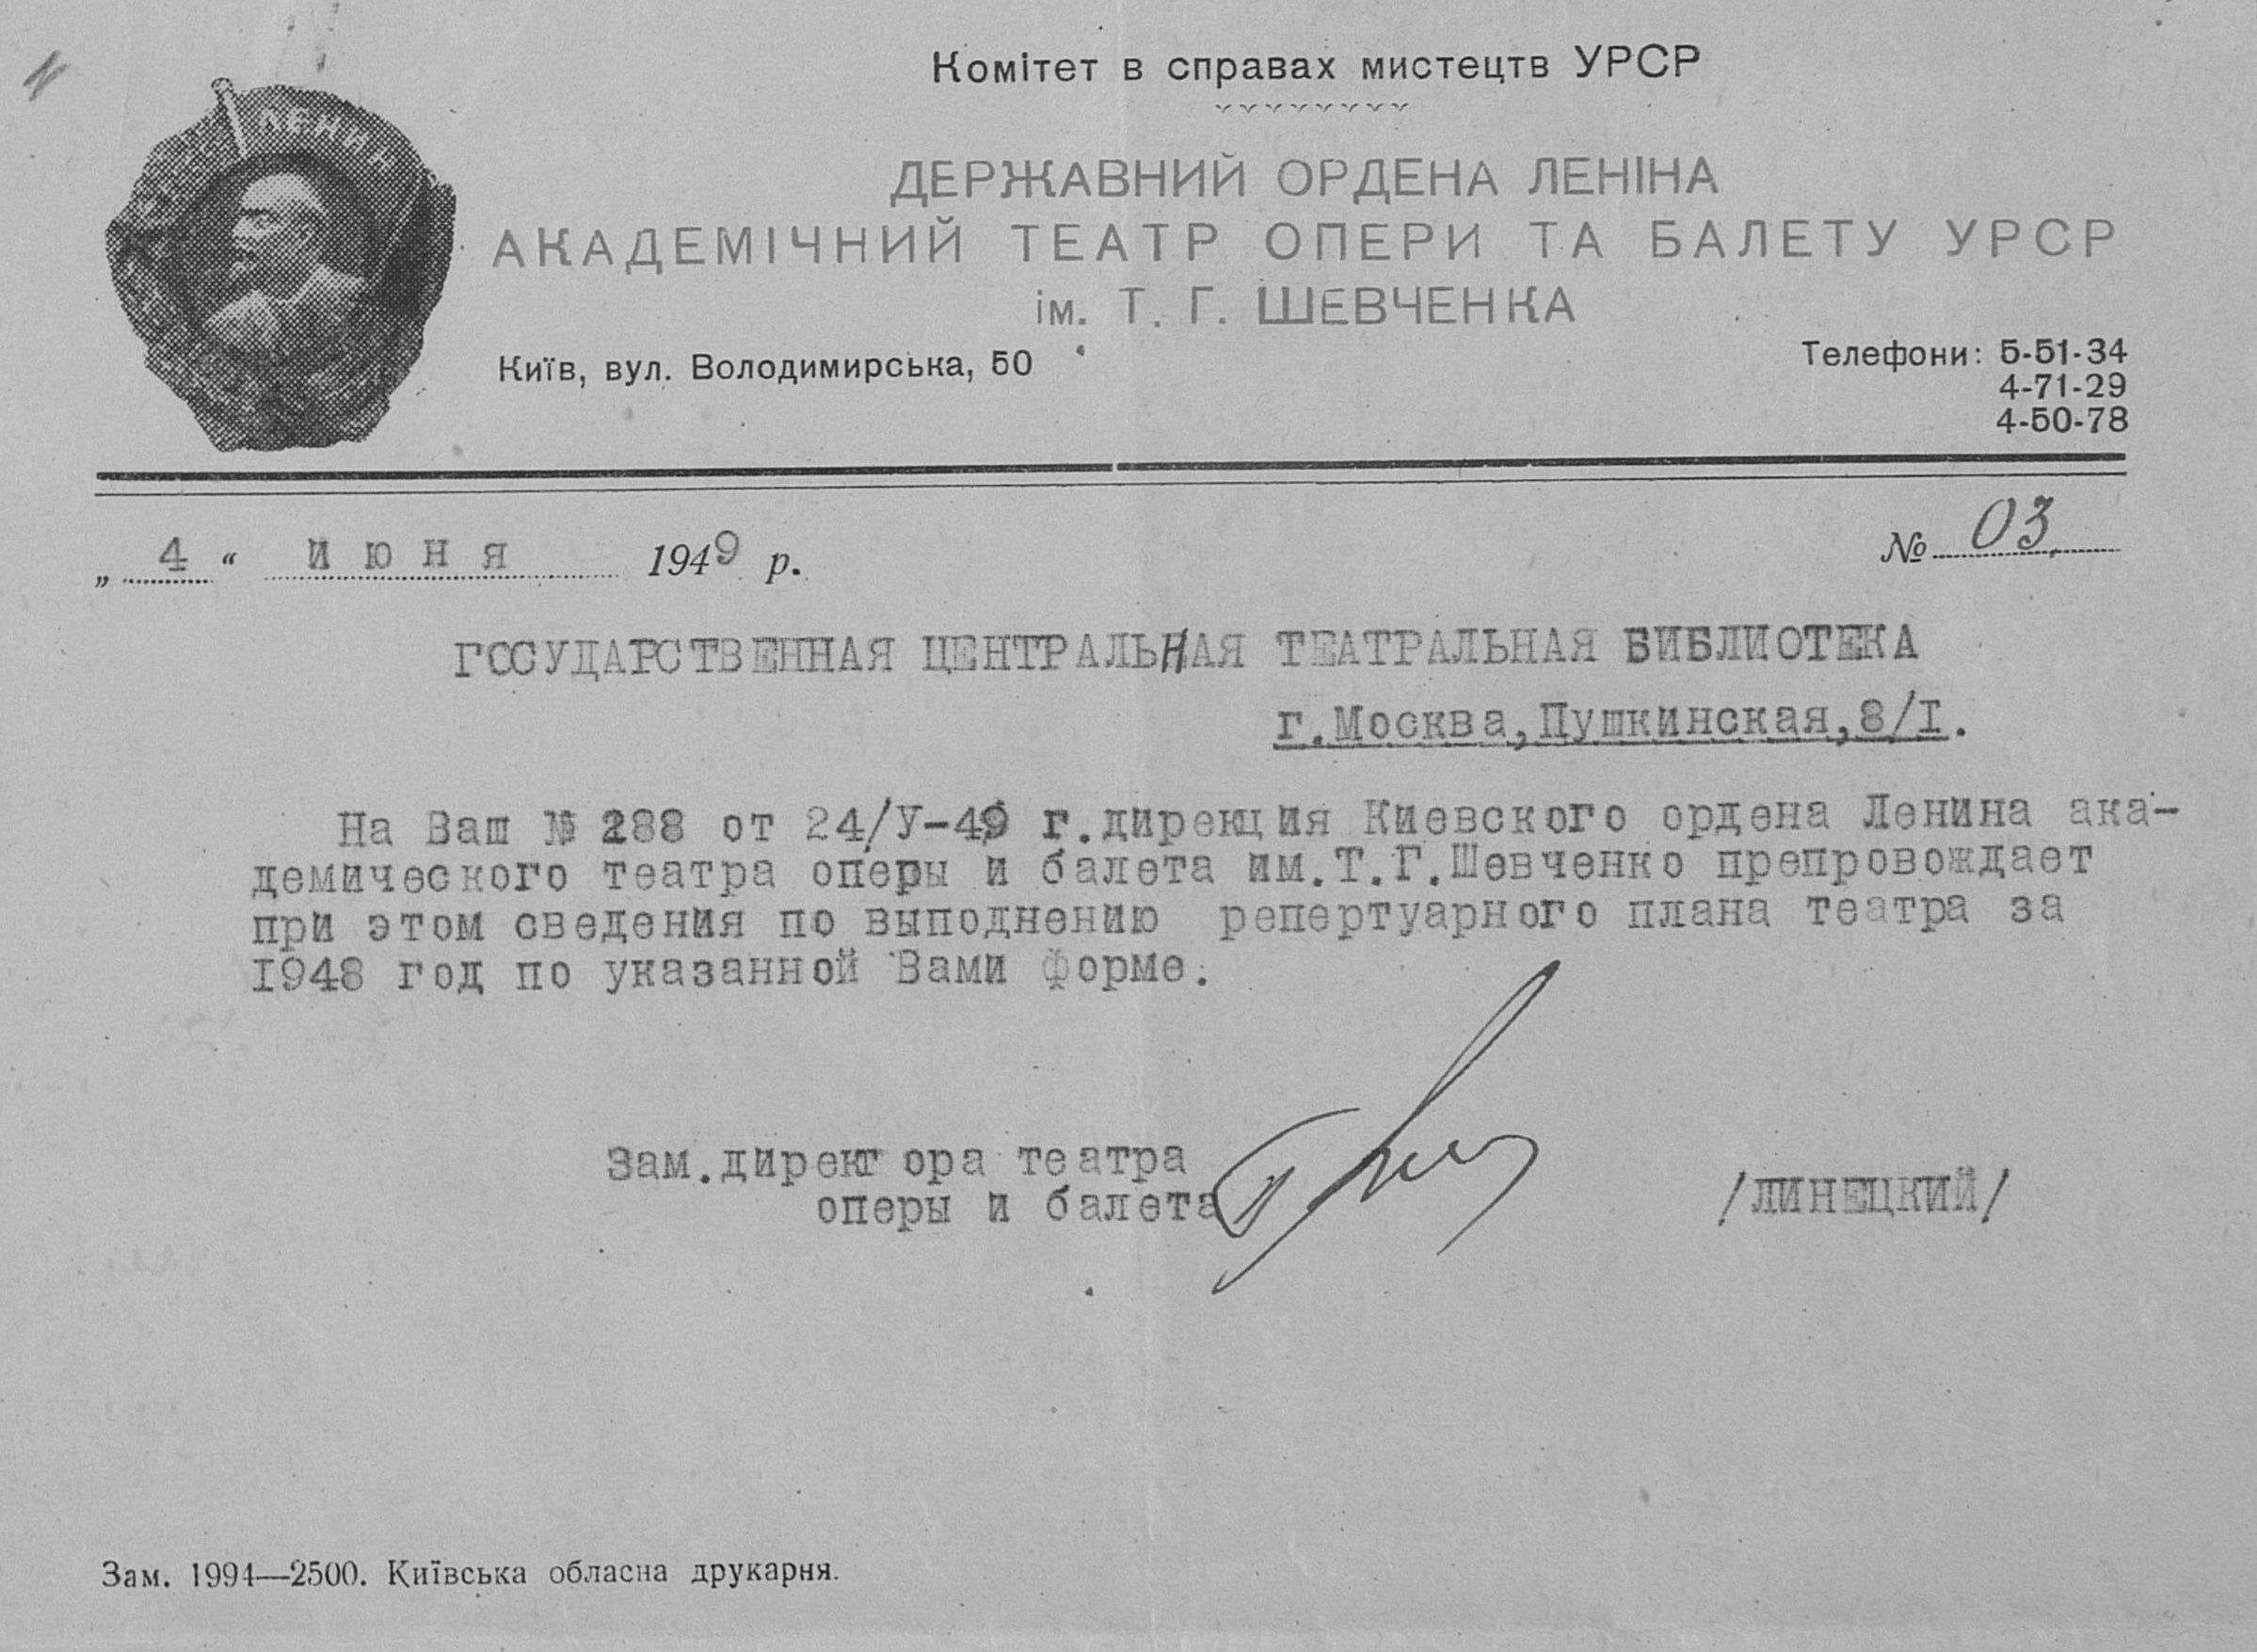 Комітет в справах мистецтв УРСР
ЛЕНИН
ДЕРЖАВНИЙ ОРДЕНА ЛЕНІНА
АКАДЕМІЧНИЙ ТЕАТР ОПЕРИ ТА БАЛЕТУ УРСР
ім. Т. Г. ШЕВЧЕНКА
Київ, вул. Володимирська, 50
Телефони: 5-51-34
4-71-29
4-50-78
„ 4 “ июня 1949 р.
№ 03.
ГОСУДАРСТВЕННАЯ ЦЕНТРАЛЬНАЯ ТЕАТРАЛЬНАЯ БИБЛИОТЕКА
г.Москва,Пушкинская,8/I.
На Ваш № 288 от 24/У-49 г.дирекция Киевского ордена Ленина ака-
демического театра оперы и балета им.Т.Г.Шевченко препровождает
при этом сведения по выподнению репертуарного плана театра за
1948 год по указанной Вами форме.
Зам.директора театра
оперы и балета
/ЛИНЕЦКИЙ/
Зам. 1994—2500. Київська обласна друкарня.